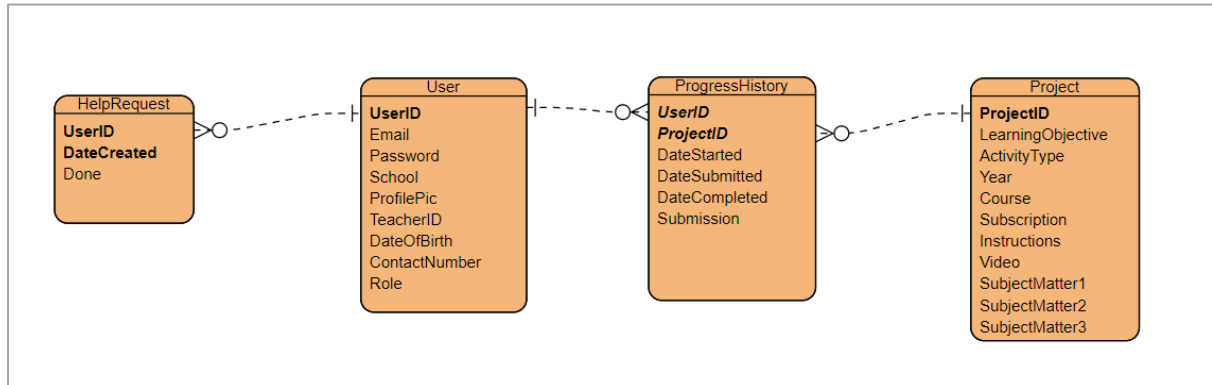 HelpRequest
UserID
DateCreated
Done
User
UserID
Email
Password
School
ProfilePic
TeacherID
DateOfBirth
ContactNumber
Role
ProgressHistory
UserID
ProjectID
DateStarted
DateSubmitted
DateCompleted
Submission
Project
ProjectID
LearningObjective
ActivityType
Year
Course
Subscription
Instructions
Video
SubjectMatter1
SubjectMatter2
SubjectMatter3